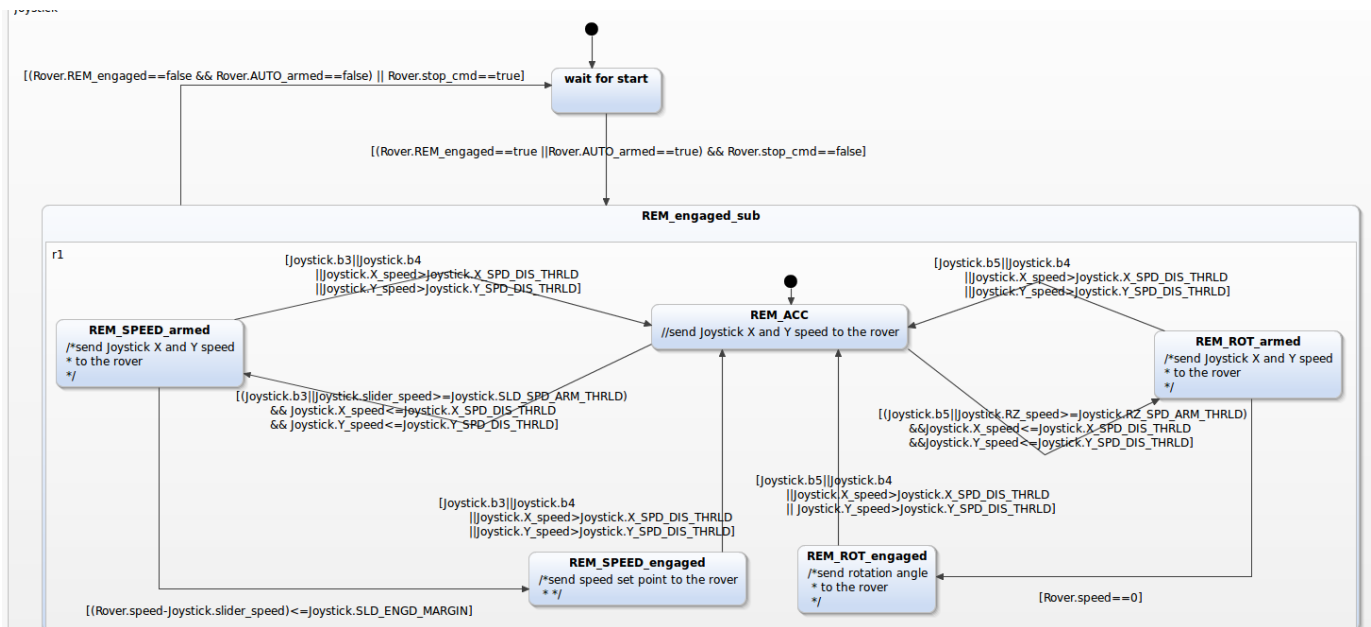 Joystick
[(Rover.REM_engaged==false && Rover.AUTO_armed==false) || Rover.stop_cmd==true]
wait for start
[(Rover.REM_engaged==true ||Rover.AUTO_armed==true) && Rover.stop_cmd==false]
REM_engaged_sub
r1
[Joystick.b3||Joystick.b4
||Joystick.X_speed>Joystick.X_SPD_DIS_THRLD
||Joystick.Y_speed>Joystick.Y_SPD_DIS_THRLD]
[Joystick.b5||Joystick.b4
||Joystick.X_speed>Joystick.X_SPD_DIS_THRLD
||Joystick.Y_speed>Joystick.Y_SPD_DIS_THRLD]
REM_SPEED_armed
/*send Joystick X and Y speed
* to the rover
*/
REM_ACC
//send Joystick X and Y speed to the rover
REM_ROT_armed
/*send Joystick X and Y speed
* to the rover
*/
[(Joystick.b3||Joystick.slider_speed>=Joystick.SLD_SPD_ARM_THRLD)
&& Joystick.X_speed<=Joystick.X_SPD_DIS_THRLD
&& Joystick.Y_speed<=Joystick.Y_SPD_DIS_THRLD]
[(Joystick.b5||Joystick.RZ_speed>=Joystick.RZ_SPD_ARM_THRLD)
&&Joystick.X_speed<=Joystick.X_SPD_DIS_THRLD
&&Joystick.Y_speed<=Joystick.Y_SPD_DIS_THRLD]
[Joystick.b3||Joystick.b4
||Joystick.X_speed>Joystick.X_SPD_DIS_THRLD
||Joystick.Y_speed>Joystick.Y_SPD_DIS_THRLD]
[Joystick.b5||Joystick.b4
||Joystick.X_speed>Joystick.X_SPD_DIS_THRLD
|| Joystick.Y_speed>Joystick.Y_SPD_DIS_THRLD]
REM_SPEED_engaged
/*send speed set point to the rover
* */
REM_ROT_engaged
/*send rotation angle
* to the rover
*/
[(Rover.speed-Joystick.slider_speed)<=Joystick.SLD_ENGD_MARGIN]
[Rover.speed==0]